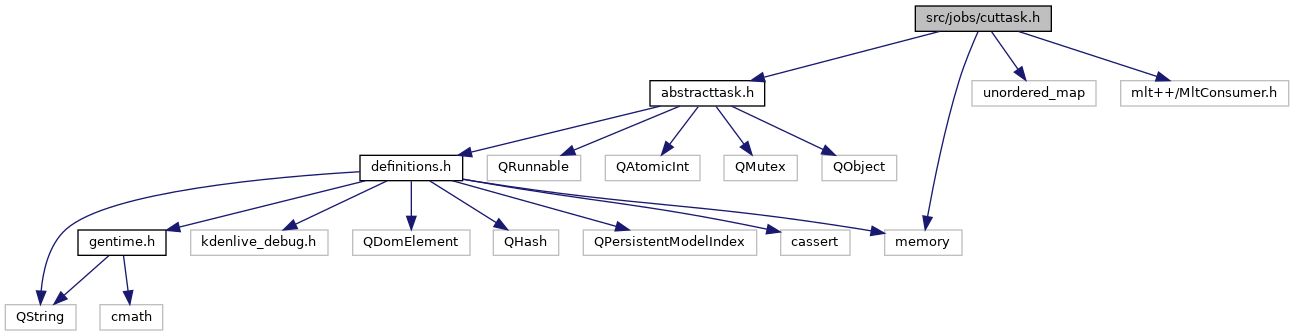 src/jobs/cuttask.h
abstracttask.h
unordered_map
mlt++/MltConsumer.h
definitions.h
QRunnable
QAtomicInt
QMutex
QObject
gentime.h
kdenlive_debug.h
QDomElement
QHash
QPersistentModelIndex
cassert
memory
QString
cmath